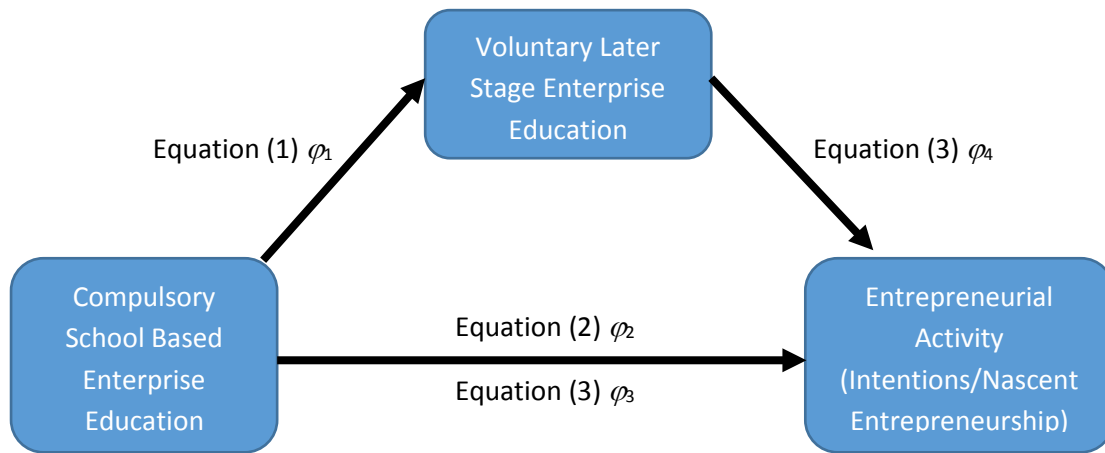 Voluntary Later
Stage Enterprise
Education
Equation (1) φ1
Equation (3) φ4
Compulsory
School Based
Enterprise
Education
Equation (2) φ2
Equation (3) φ3
Entrepreneurial
Activity
(Intentions/Nascent
Entrepreneurship)